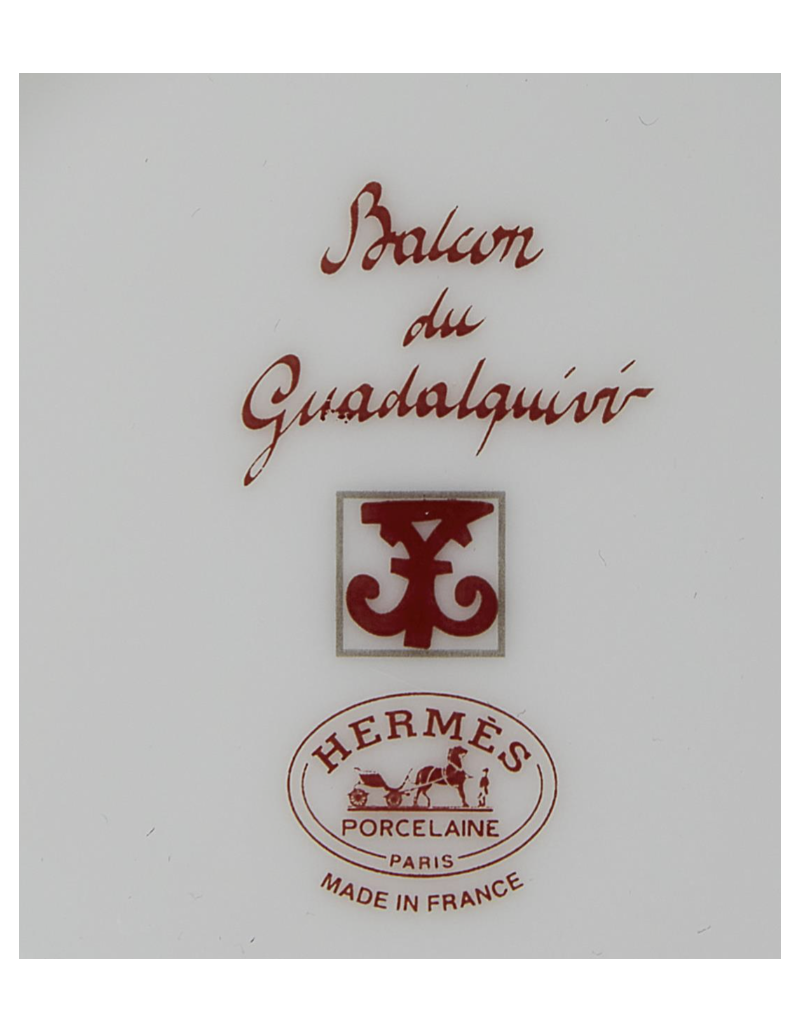 Balcon
du
Guadalquivir
HERMÈS
PORCELAINE
PARIS
MADE IN FRANCE